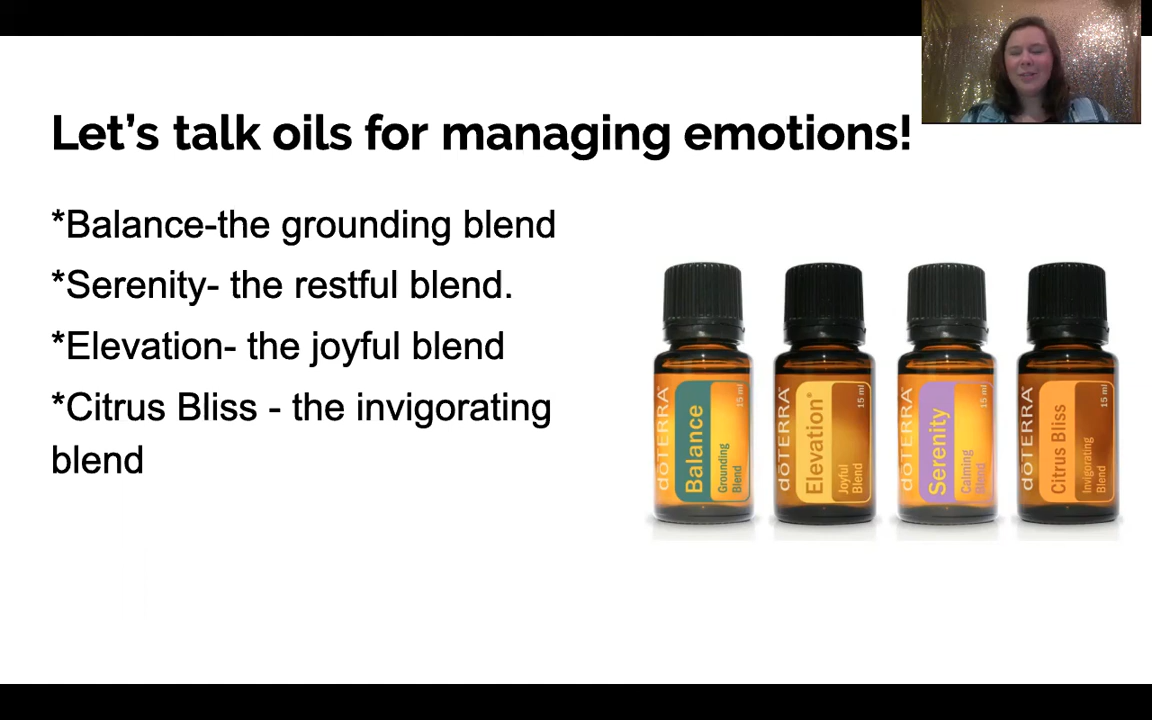 Let’s talk oils for managing emotions!
*Balance-the grounding blend
*Serenity- the restful blend.
*Elevation- the joyful blend
*Citrus Bliss - the invigorating
blend
dōTERRA
Balance
Grounding
Blend
15 ml
dōTERRA
Elevation®
Joyful
Blend
15 ml
dōTERRA
Serenity
Calming
Blend
15 ml
dōTERRA
Citrus Bliss
Invigorating
Blend
15 ml